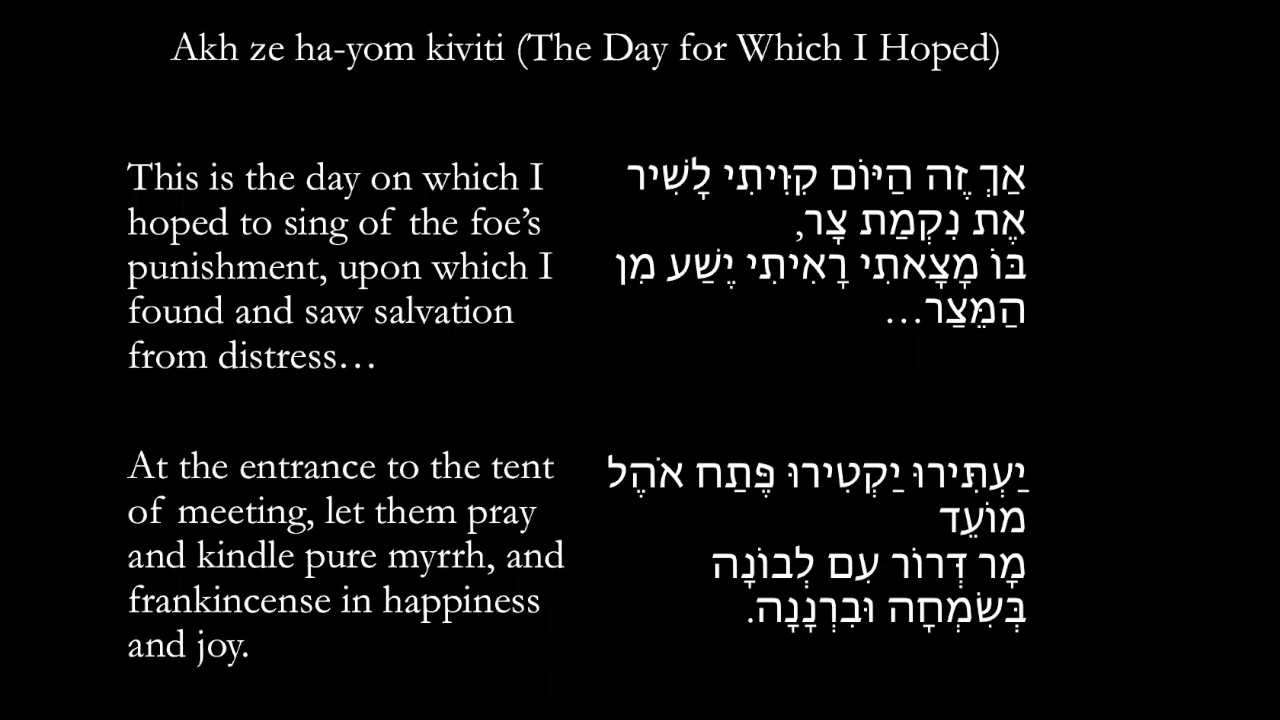 Akh ze ha-yom kiviti (The Day for Which I Hoped)
This is the day on which I
hoped to sing of the foe’s
punishment, upon which I
found and saw salvation
from distress…
אַךְ זֶה הַיּוֹם קִוִּיתִי לָשִׁיר
אֶת נִקְמַת צָר,
בּוֹ מָצָאתִי רָאִיתִי יֶשַׁע מִן
הַמֵּצַר…
At the entrance to the tent
of meeting, let them pray
and kindle pure myrrh, and
frankincense in happiness
and joy.
יַעְתִּירוּ יַקְטִירוּ פֶּתַח אֹהֶל
מוֹעֵד
מָר דְּרוֹר עִם לְבוֹנָה
בְּשִׂמְחָה וּבִרְנָנָה.